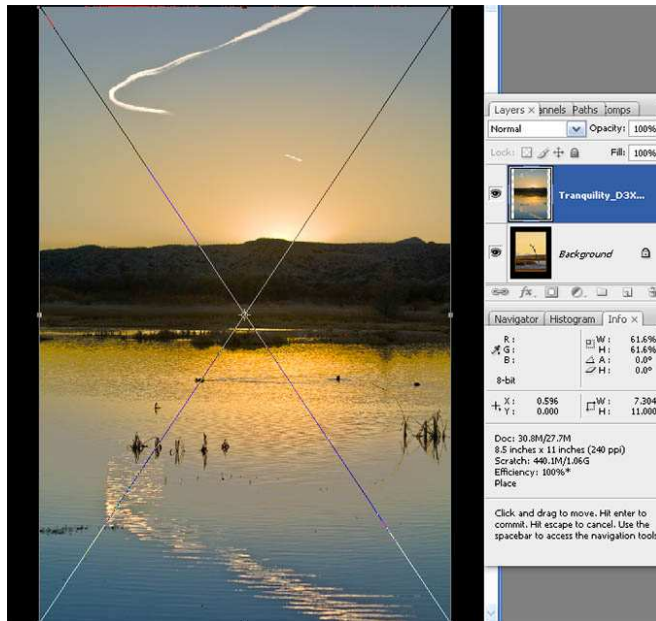 Layers × annels Paths Comps
Normal Opacity: 100%
Lock: Fill: 100%
Tranquility_D3X...
Background
fx.
Navigator Histogram Info ×
R: W: 61.6%
G: H: 61.6%
B: A: 0.0°
H: 0.0°
8-bit
X: 0.596 W: 7.304
Y: 0.000 H: 11.000
Doc: 30.8M/27.7M
8.5 inches x 11 inches (240 ppi)
Scratch: 440.1M/1.06G
Efficiency: 100%*
Place
Click and drag to move. Hit enter to
commit. Hit escape to cancel. Use the
spacebar to access the navigation tools